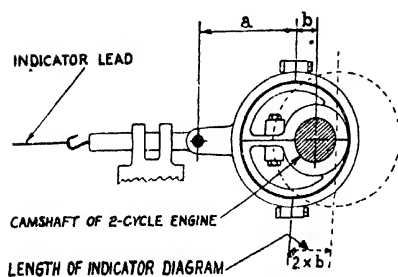 a
b
INDICATOR LEAD
CAMSHAFT OF 2-CYCLE ENGINE
LENGTH OF INDICATOR DIAGRAM
2 × b